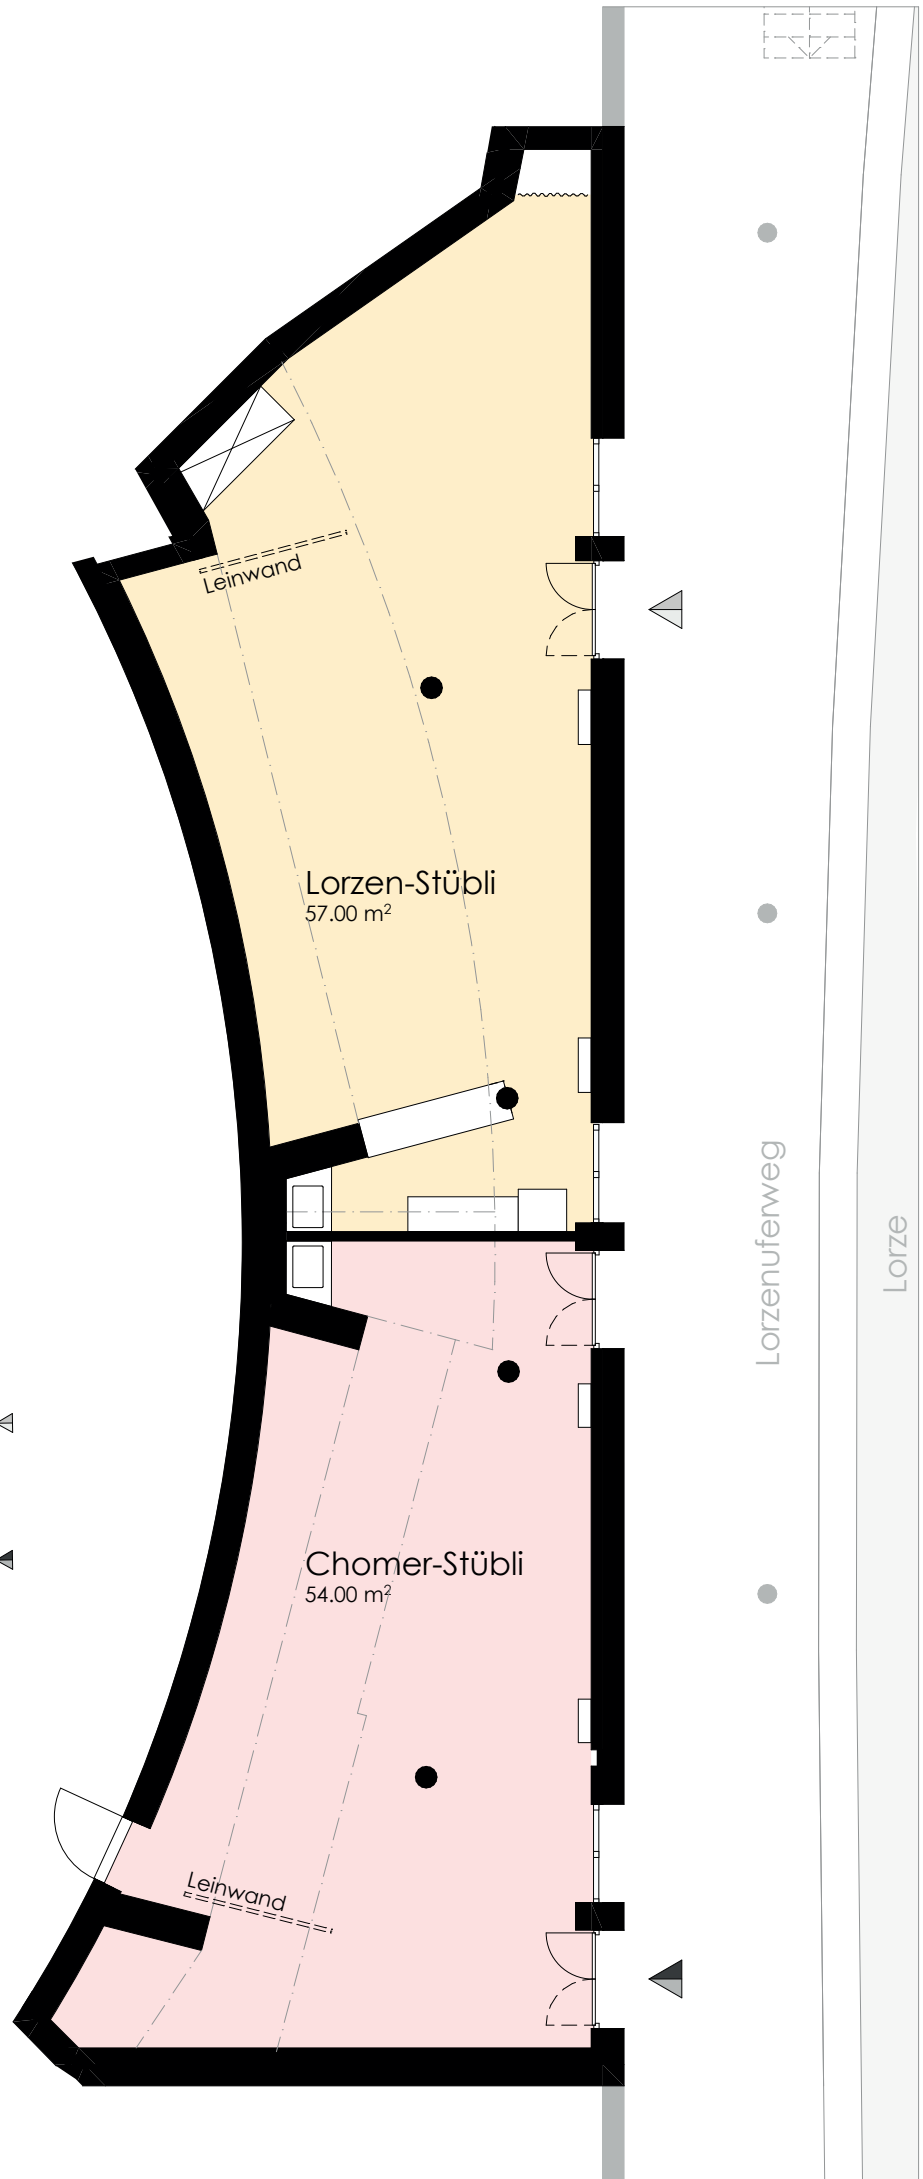 Leinwand
Lorzen-Stübli
57.00 m²
Lorzenuferweg
Lorze
Chomer-Stübli
54.00 m²
Leinwand